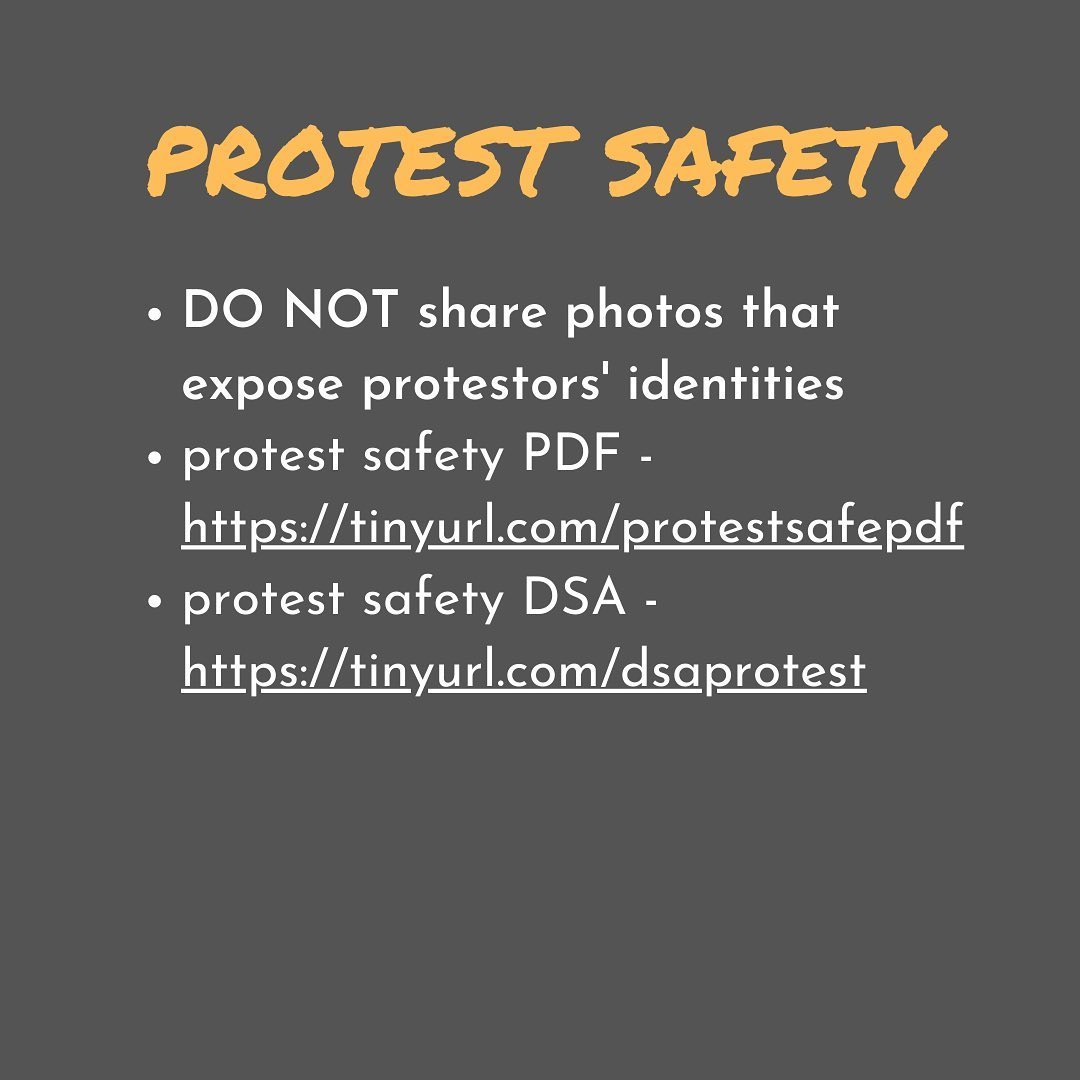 PROTEST SAFETY
• DO NOT share photos that
expose protestors' identities
• protest safety PDF -
https://tinyurl.com/protestsafepdf
• protest safety DSA -
https://tinyurl.com/dsaprotest